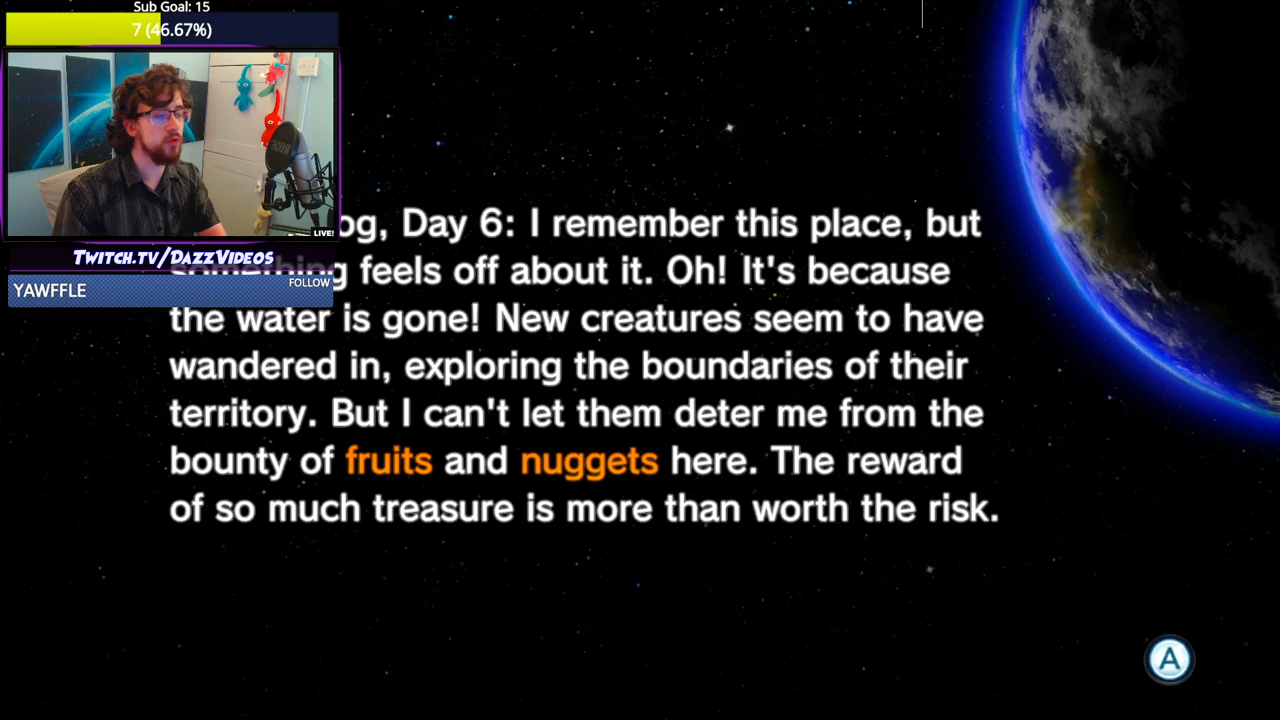 Sub Goal: 15
7 (46.67%)
LIVE!
Twitch.tv/DazzVideos
YAWFFLE
FOLLOW
og, Day 6: I remember this place, but
something feels off about it. Oh! It's because
the water is gone! New creatures seem to have
wandered in, exploring the boundaries of their
territory. But I can't let them deter me from the
bounty of fruits and nuggets here. The reward
of so much treasure is more than worth the risk.
A